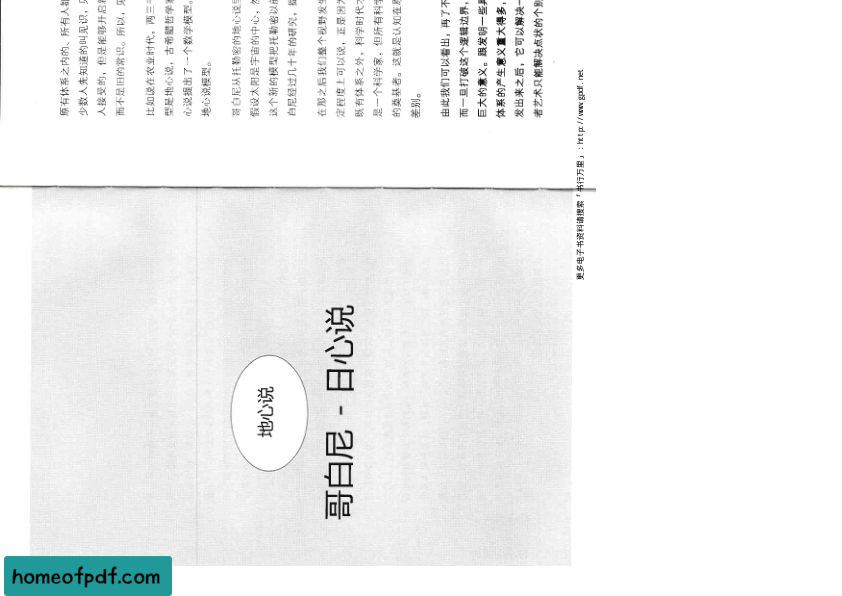 原有体系之内的、所有人
少数人先知道的叫见识，
人接受的，但是能够开启
而不是旧的常识。所以，见
比如说在农业时代，两三
型是地心说，古希腊哲学家
心说提出了一个数学模型。
地心说模型。
哥白尼从托勒密的地心说
假设太阳是宇宙的中心，
这个新的模型把托勒密以
白尼经过几十年的研究，
在那之后我们整个视野发生
定程度上可以说，正是因为
既有体系之外，科学时代才
是一个科学家，但所有科学
的奠基者。这就是认知在思
差别。
由此我们可以看出，再了不
而一旦打破这个逻辑边界，
巨大的意义。跟发明一些具
体系的产生意义重大得多，
发出来之后，它可以解决一
者艺术只能解决点状的个别
地心说
哥白尼 - 日心说
更多电子书资料请搜索「书行万里」：http://www.gpdf.net
homeofpdf.com